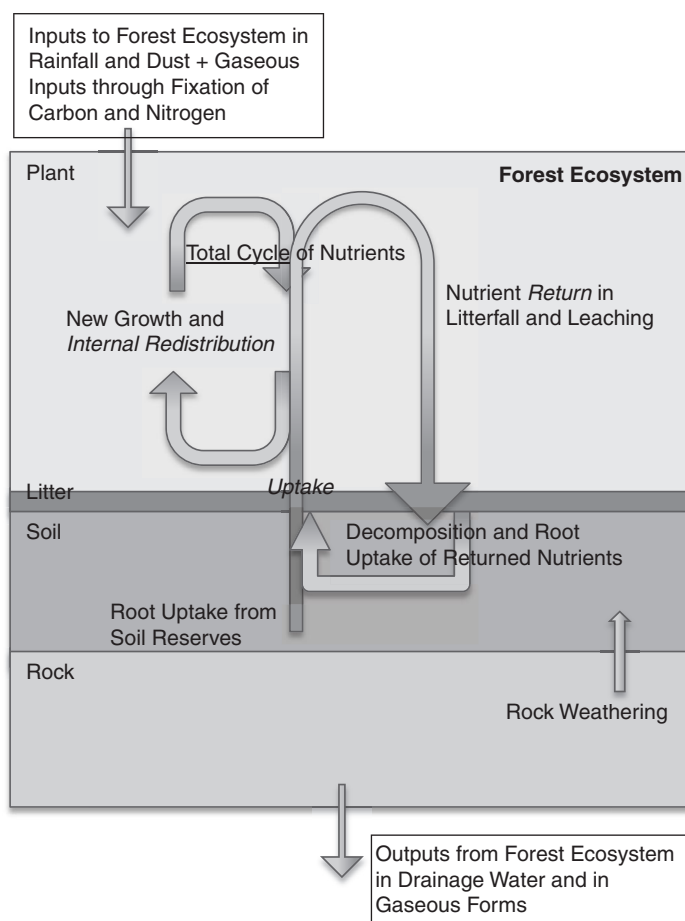 Inputs to Forest Ecosystem in
Rainfall and Dust + Gaseous
Inputs through Fixation of
Carbon and Nitrogen
Plant
Forest Ecosystem
Total Cycle of Nutrients
Nutrient Return in
Litterfall and Leaching
New Growth and
Internal Redistribution
Uptake
Litter
Soil
Decomposition and Root
Uptake of Returned Nutrients
Root Uptake from
Soil Reserves
Rock
Rock Weathering
Outputs from Forest Ecosystem
in Drainage Water and in
Gaseous Forms